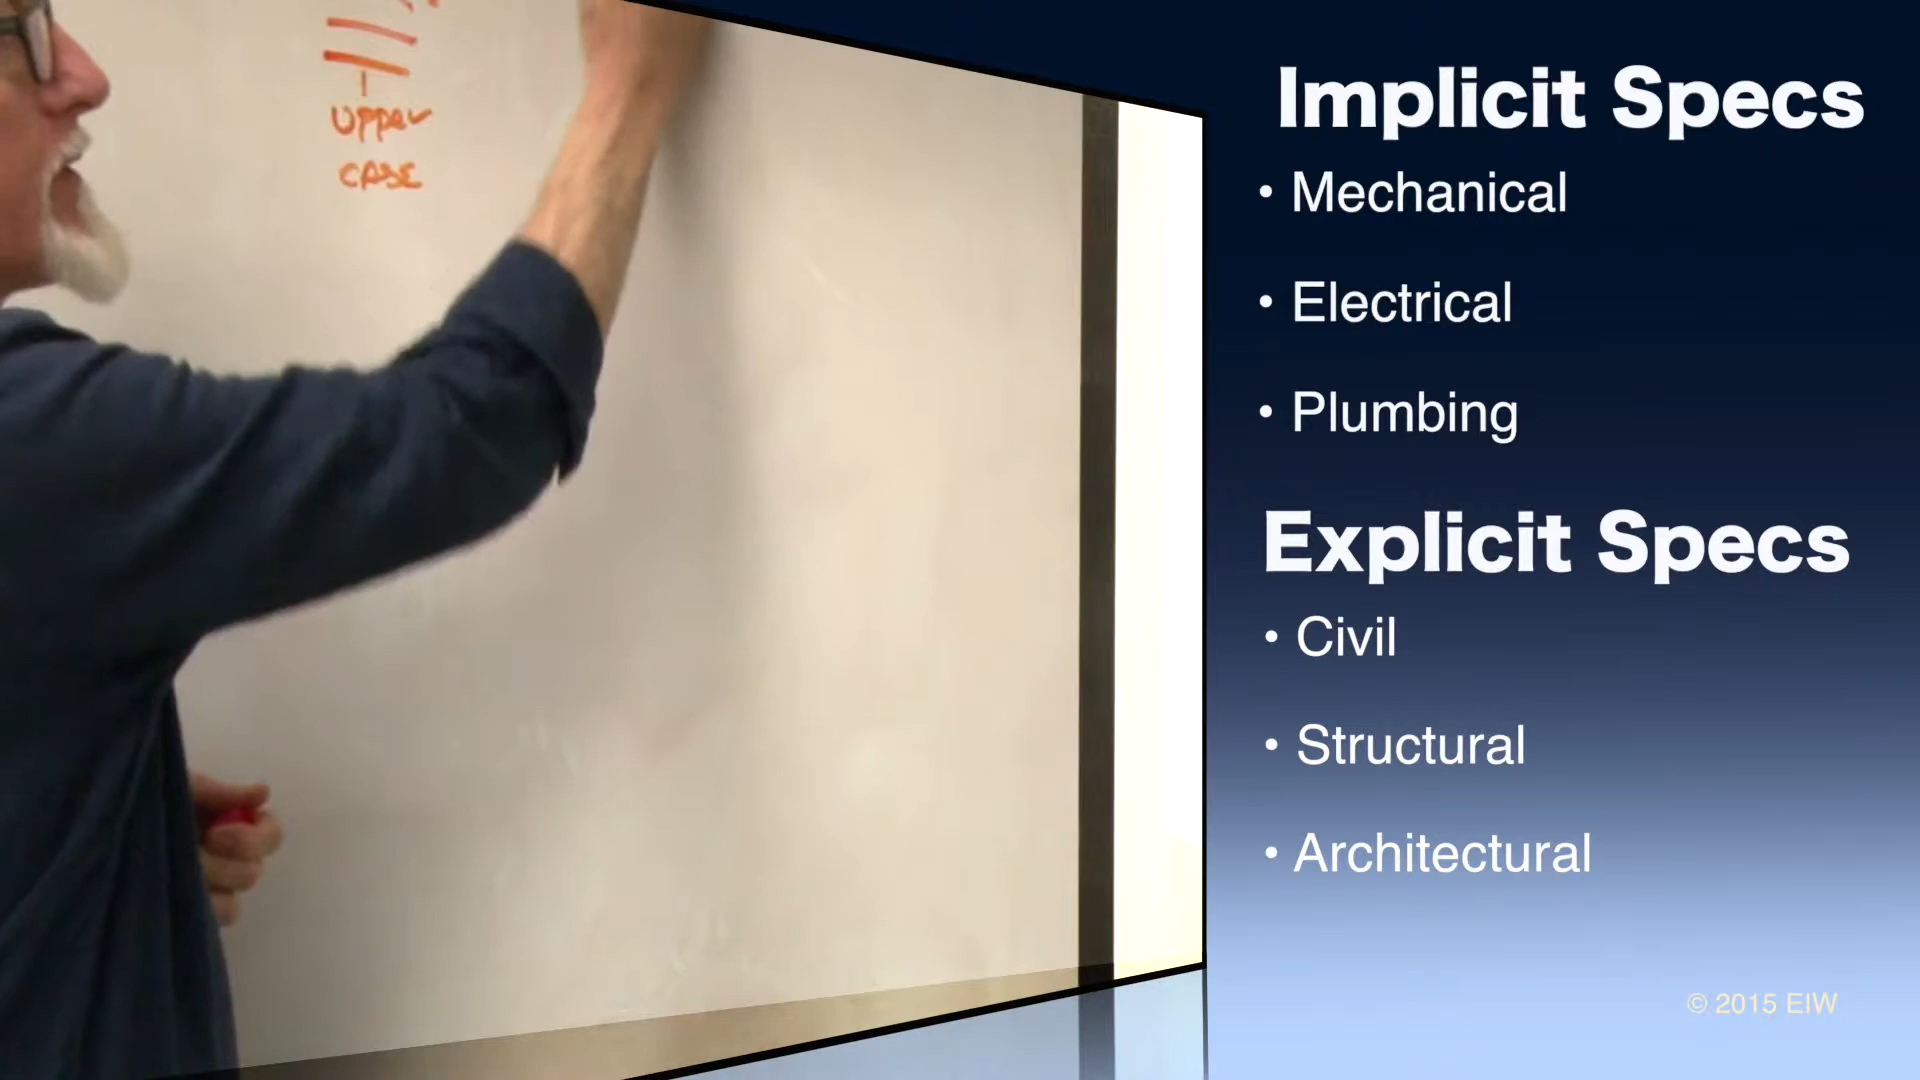 Upper
CASE
Implicit Specs
• Mechanical
• Electrical
• Plumbing
Explicit Specs
• Civil
• Structural
• Architectural
© 2015 EIW